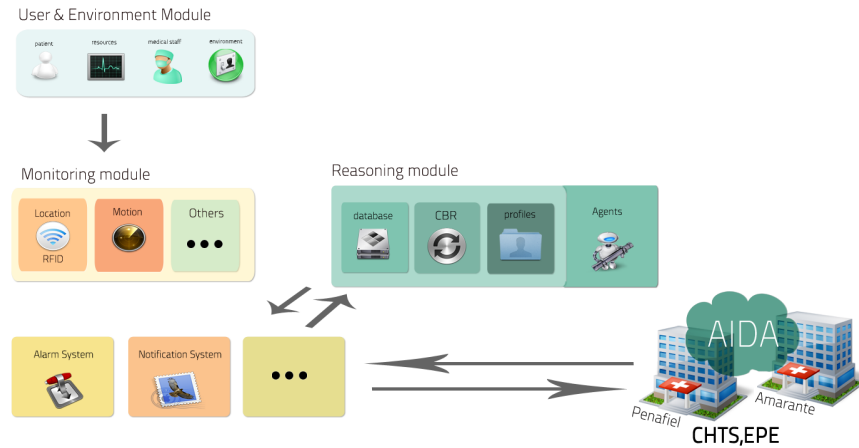 User & Environment Module
patient
resources
medical staff
environment
Monitoring module
Location
RFID
Motion
Others
Reasoning module
database
CBR
profiles
Agents
Alarm System
Notification System
AIDA
Penafiel
Amarante
CHTS,EPE